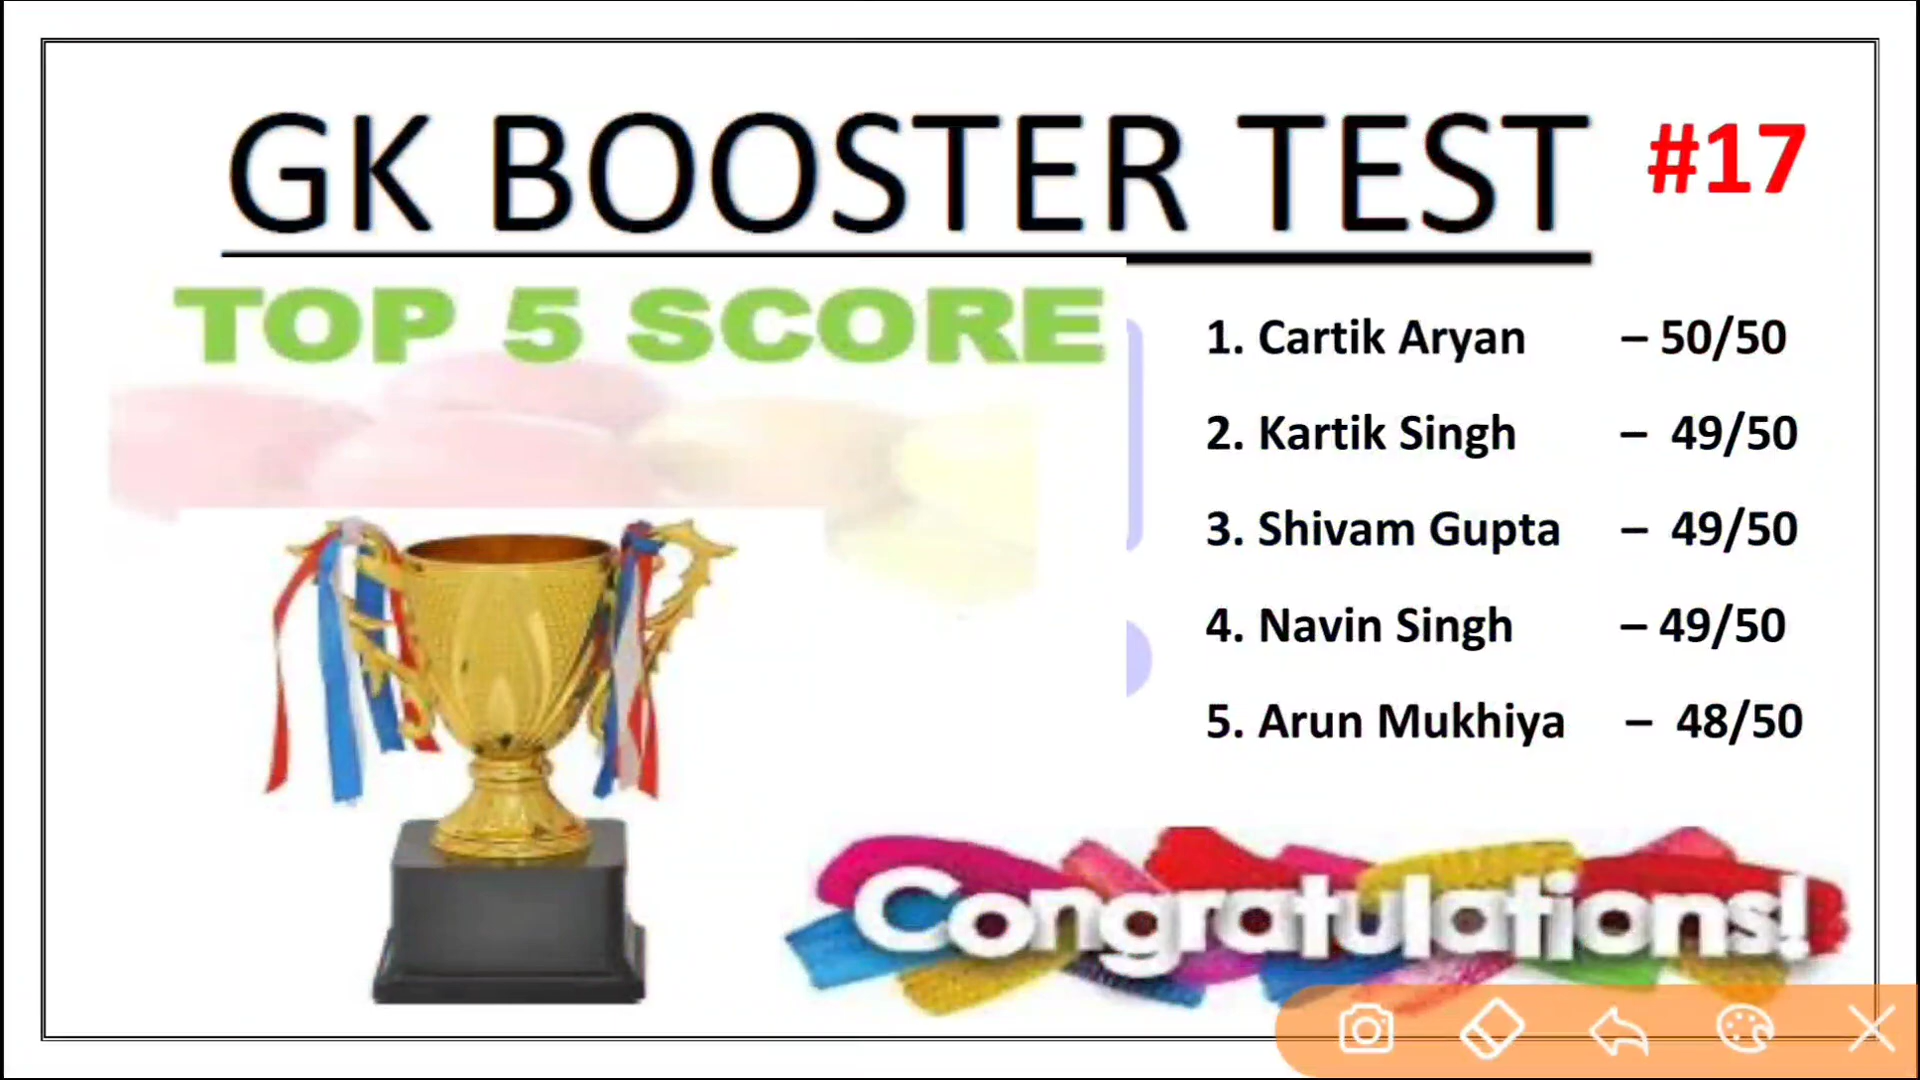 GK BOOSTER TEST #17
TOP 5 SCORE
1. Cartik Aryan – 50/50
2. Kartik Singh – 49/50
3. Shivam Gupta – 49/50
4. Navin Singh – 49/50
5. Arun Mukhiya – 48/50
Congratulations!